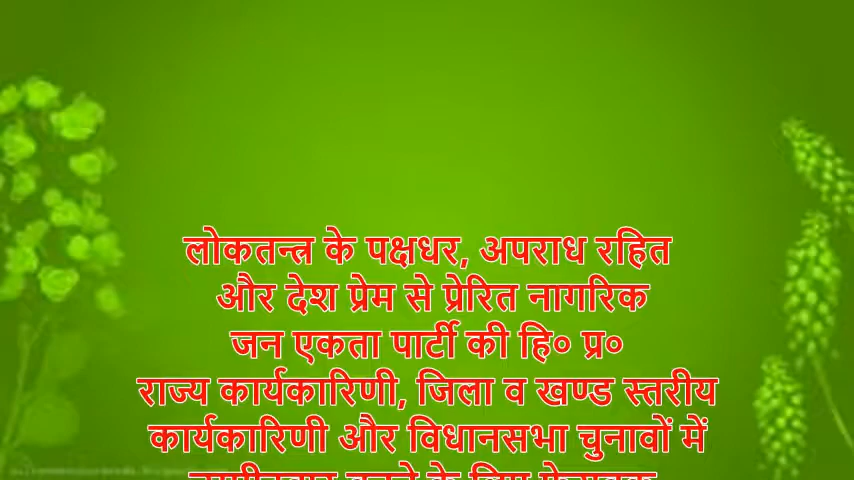 लोकतन्त्र के पक्षधर, अपराध रहित
और देश प्रेम से प्रेरित नागरिक
जन एकता पार्टी की हि० प्र०
राज्य कार्यकारिणी, जिला व खण्ड स्तरीय
कार्यकारिणी और विधानसभा चुनावों में
के लिए